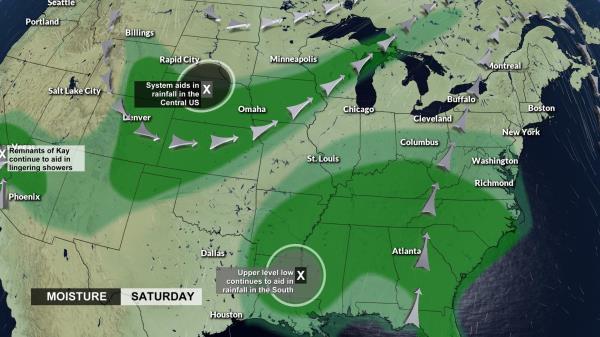 Seattle
Portland
Billings
Rapid City
Minneapolis
Montreal
System aids in
rainfall in the
Central US
X
Salt Lake City
Omaha
Chicago
Buffalo
Boston
Denver
Cleveland
New York
Columbus
X
Remnants of Kay
continue to aid in
lingering showers
St. Louis
Washington
Richmond
Phoenix
Dallas
Atlanta
Upper level low
continues to aid in
rainfall in the South
X
MOISTURE SATURDAY
Houston